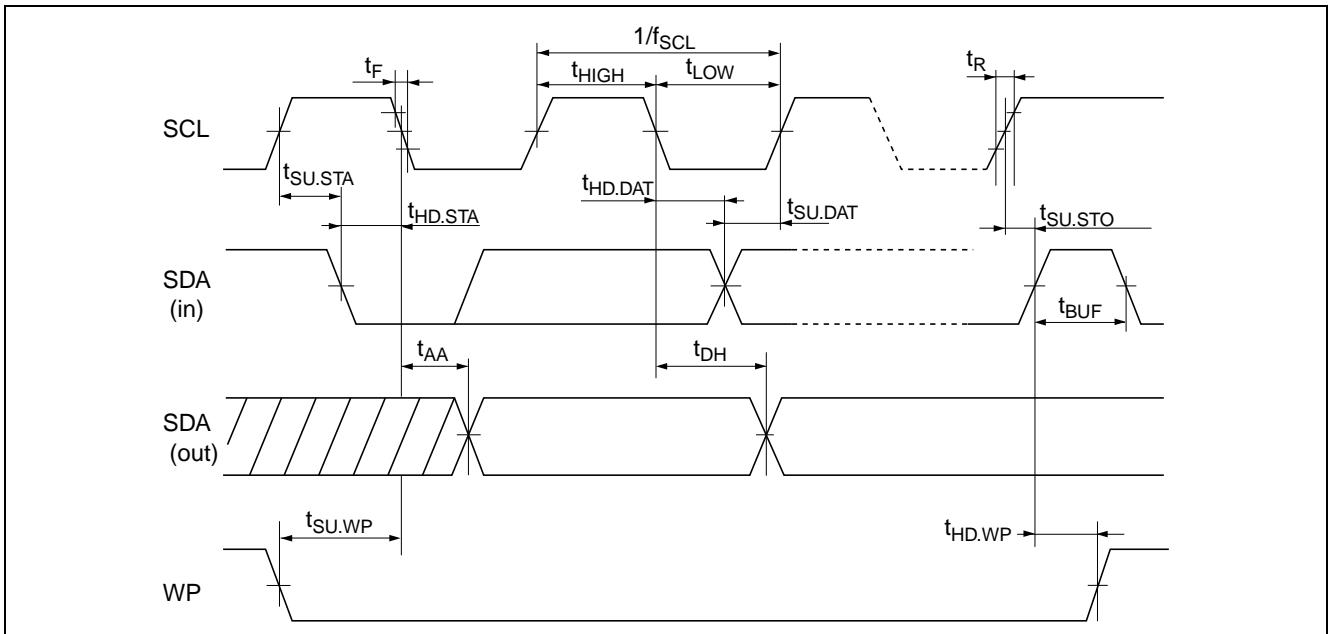 1/fSCL
tF
tHIGH
tLOW
tR
SCL
tSU.STA
tHD.STA
tHD.DAT
tSU.DAT
tSU.STO
SDA
(in)
tBUF
tAA
tDH
SDA
(out)
tSU.WP
tHD.WP
WP